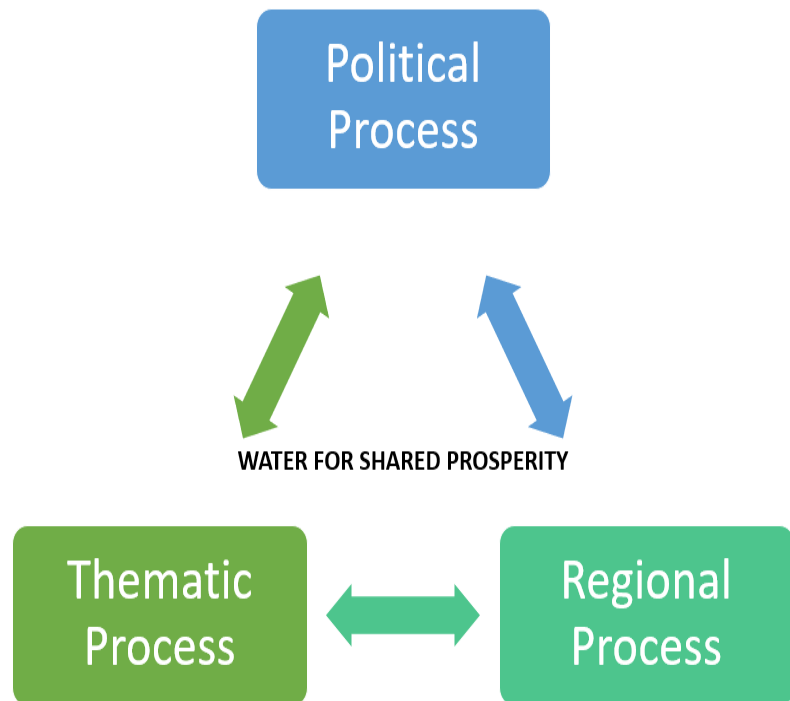 Political
Process
WATER FOR SHARED PROSPERITY
Thematic
Process
Regional
Process